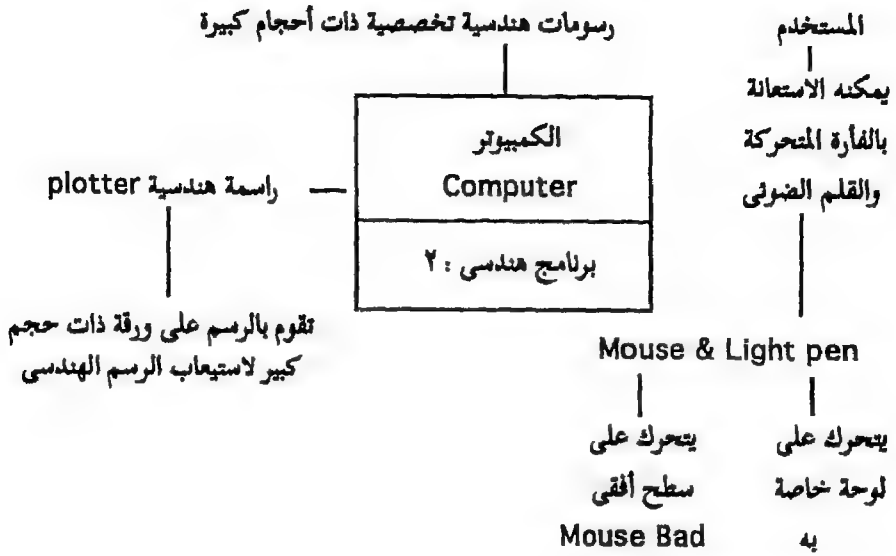 رسومات هندسية تخصصية ذات أحجام كبيرة
المستخدم
يمكنه الاستعانة
بالفأرة المتحركة
والقلم الضوئى
الكمبيوتر
Computer
برنامج هندسى : ٢
راسمة هندسية plotter
تقوم بالرسم على ورقة ذات حجم
كبير لاستيعاب الرسم الهندسى
Mouse & Light pen
يتحرك على
لوحة خاصة
به
يتحرك على
سطح أفقى
Mouse Bad